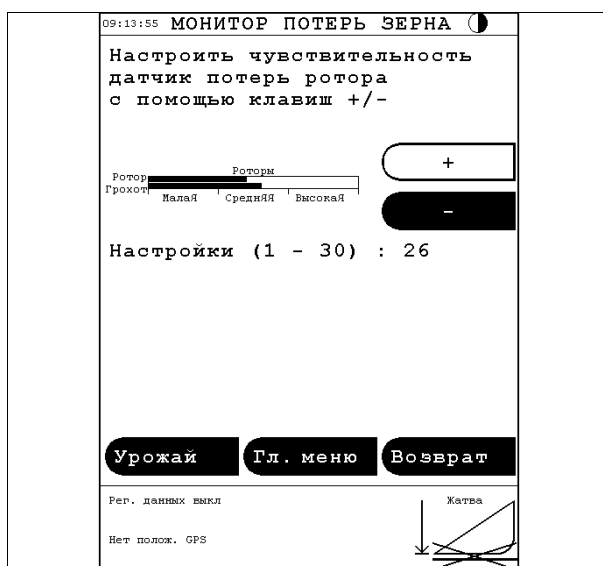 09:13:55 МОНИТОР ПОТЕРЬ ЗЕРНА
Настроить чувствительность
датчик потерь ротора
с помощью клавиш +/-
+
Роторы
Ротор
Грохот
МалаЯ СреднЯЯ ВысокаЯ
-
Настройки (1 - 30) : 26
Урожай Гл. меню Возврат
Рег. данных выкл
Жатва
Нет полож. GPS